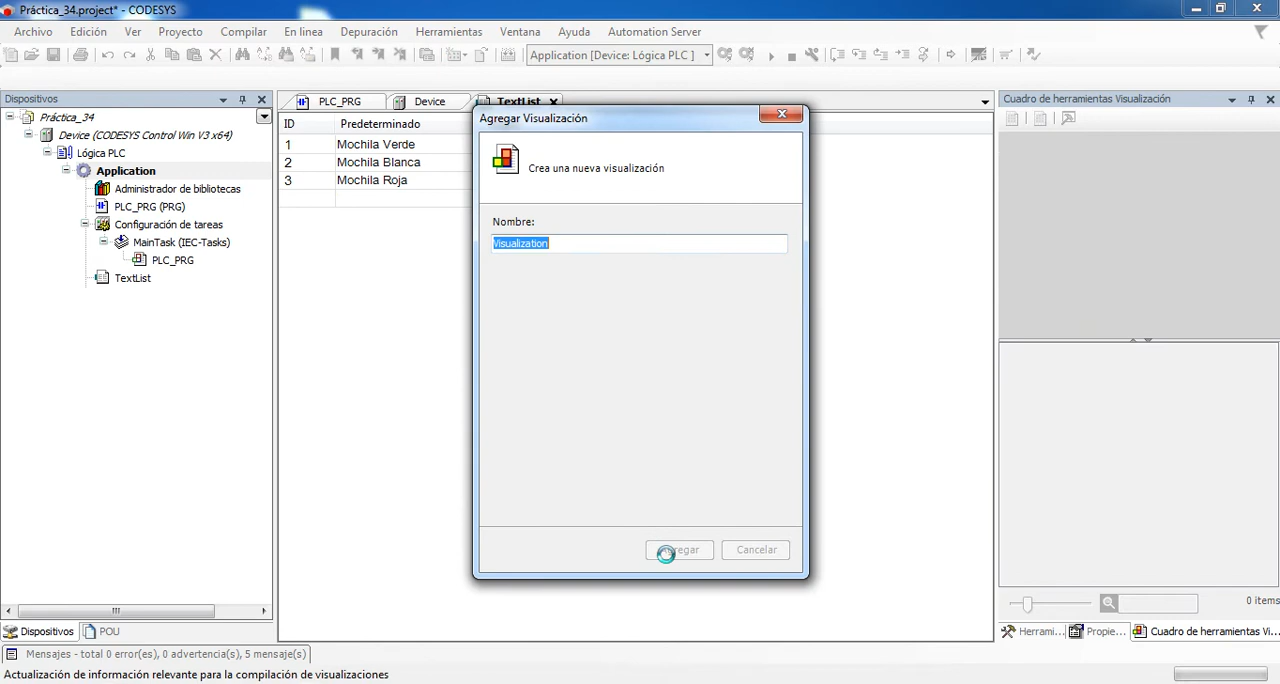 Práctica_34.project* - CODESYS
Archivo Edición Ver Proyecto Compilar En linea Depuración Herramientas Ventana Ayuda Automation Server
Application [Device: Lógica PLC ]
Dispositivos
Práctica_34
Device (CODESYS Control Win V3 x64)
Lógica PLC
Application
Administrador de bibliotecas
PLC_PRG (PRG)
Configuración de tareas
MainTask (IEC-Tasks)
PLC_PRG
TextList
Dispositivos POU
PLC_PRG Device TextList
ID Predeterminado
1 Mochila Verde
2 Mochila Blanca
3 Mochila Roja
Agregar Visualización
Crea una nueva visualización
Nombre:
Visualization
Agregar Cancelar
Cuadro de herramientas Visualización
0 items
Herrami... Propie... Cuadro de herramientas Vi...
Mensajes - total 0 error(es), 0 advertencia(s), 5 mensaje(s)
Actualización de información relevante para la compilación de visualizaciones